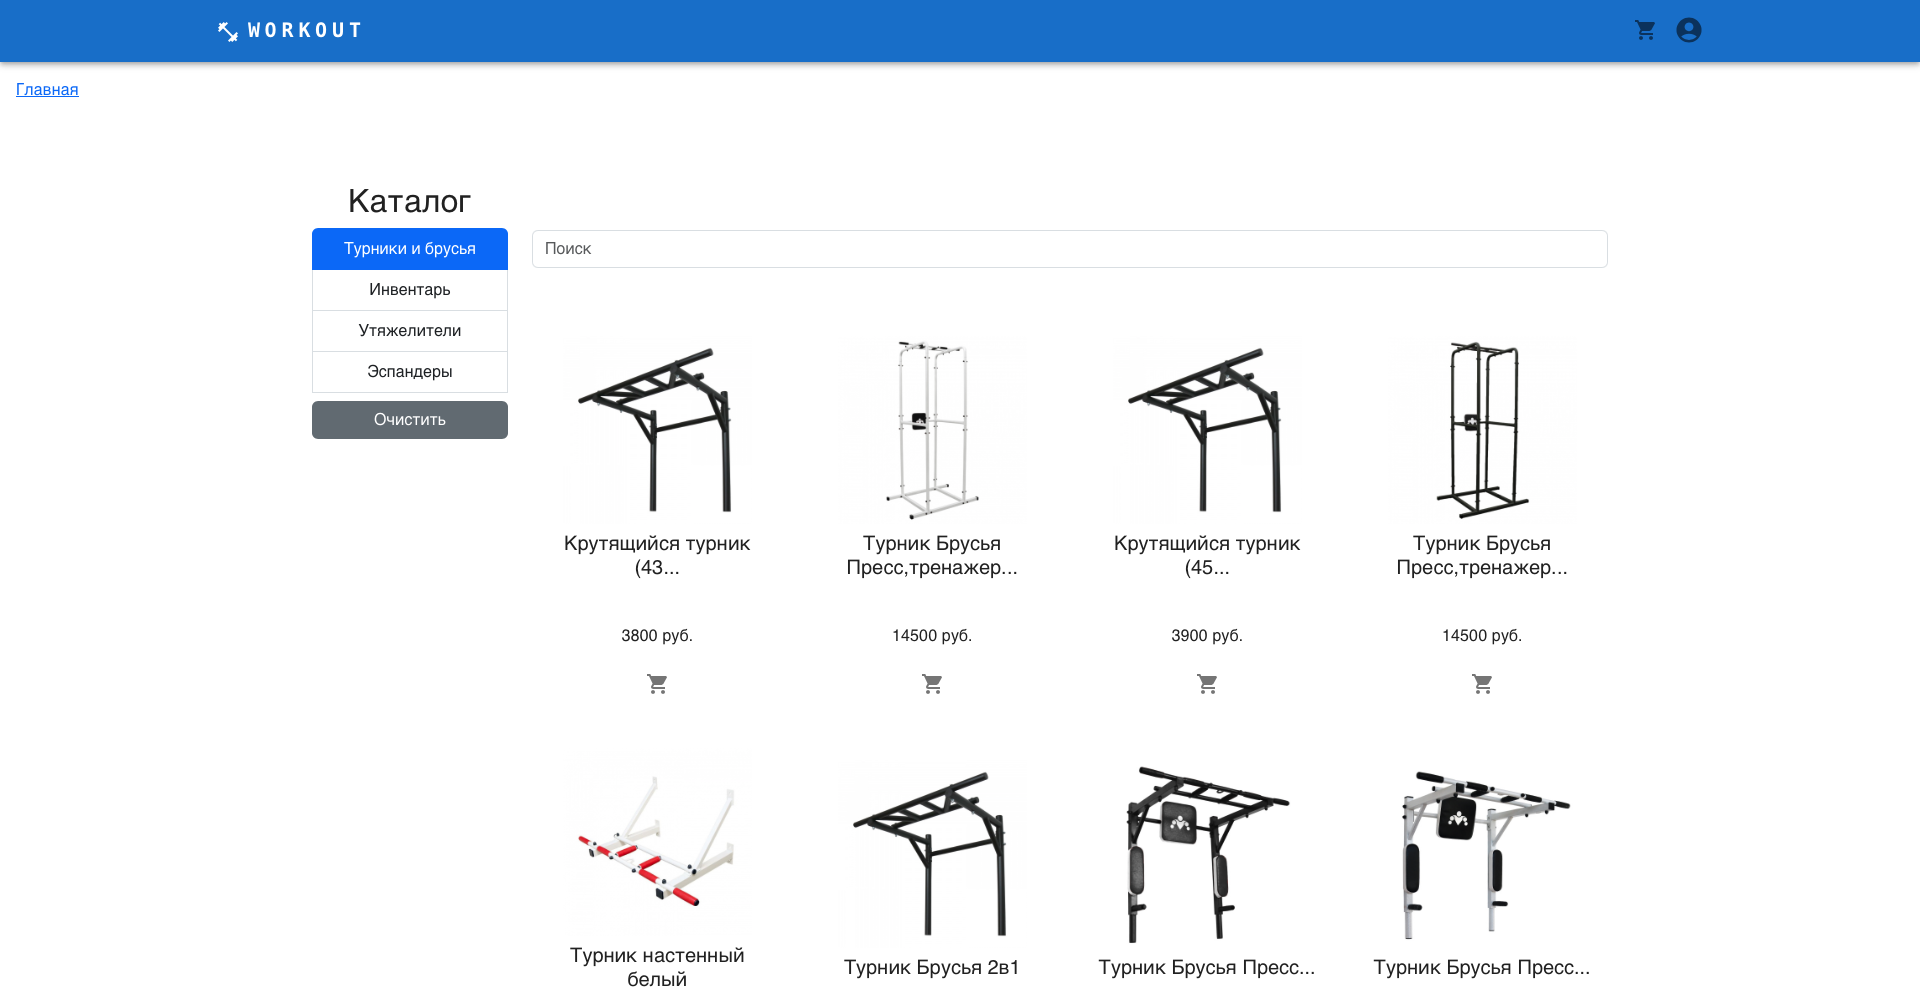 WORKOUT
Главная
Каталог
Турники и брусья
Инвентарь
Утяжелители
Эспандеры
Очистить
Поиск
Крутящийся турник
(43...
3800 руб.
Турник Брусья
Пресс,тренажер...
14500 руб.
Крутящийся турник
(45...
3900 руб.
Турник Брусья
Пресс,тренажер...
14500 руб.
Турник настенный
белый
Турник Брусья 2в1
Турник Брусья Пресс...
Турник Брусья Пресс...